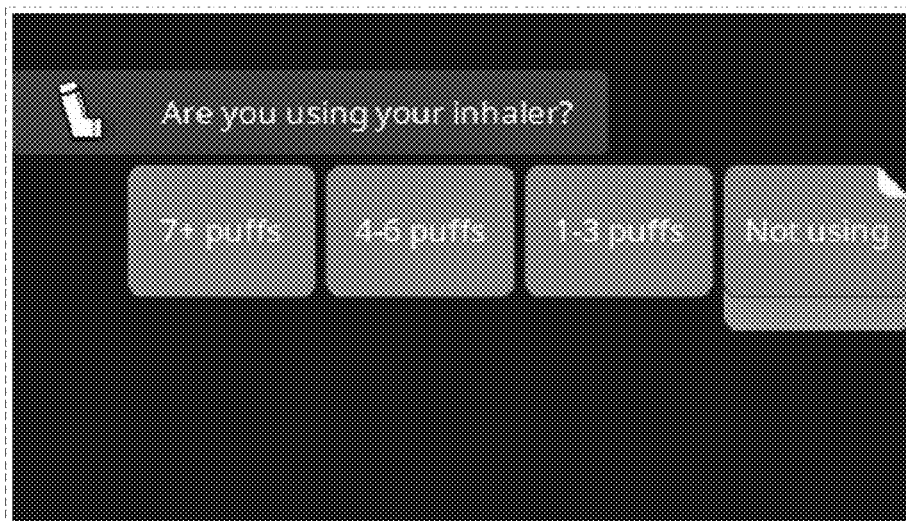 Are you using your inhaler?
7+ puffs 4-6 puffs 1-3 puffs Not using